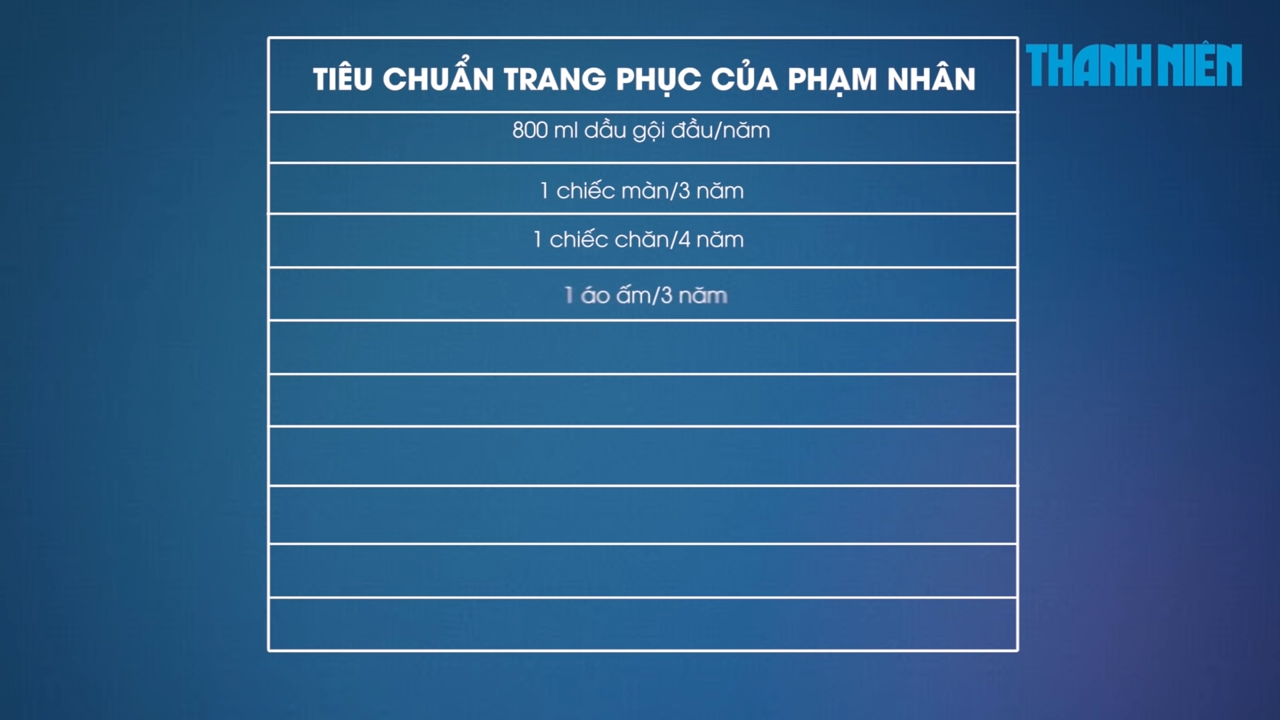 TIÊU CHUẨN TRANG PHỤC CỦA PHẠM NHÂN
THANH NIÊN
800 ml dầu gội đầu/năm
1 chiếc màn/3 năm
1 chiếc chăn/4 năm
1 áo ấm/3 năm